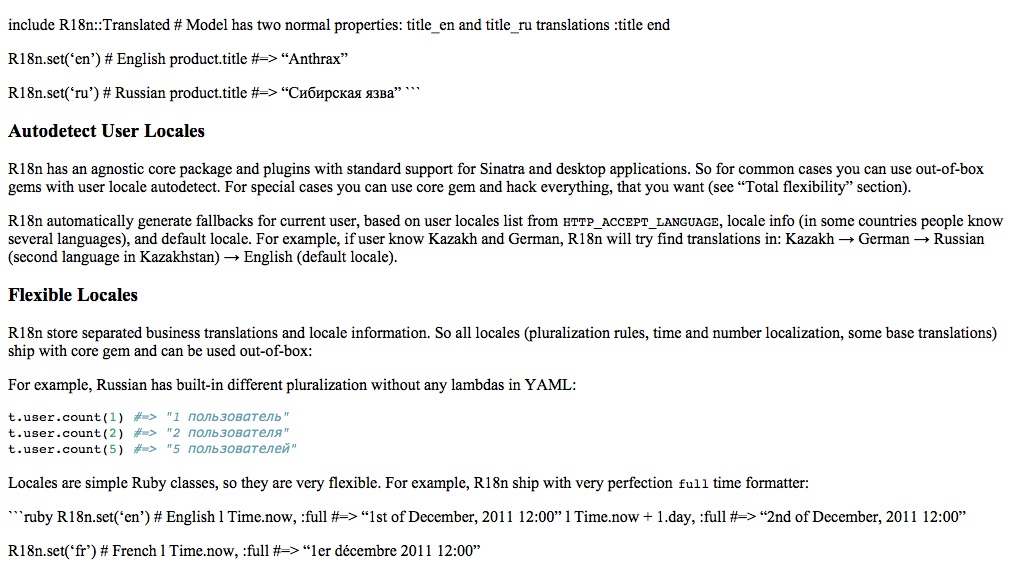 include R18n::Translated # Model has two normal properties: title_en and title_ru translations :title end
R18n.set(‘en’) # English product.title #=> “Anthrax”
R18n.set(‘ru’) # Russian product.title #=> “Сибирская язва” ```
Autodetect User Locales
R18n has an agnostic core package and plugins with standard support for Sinatra and desktop applications. So for common cases you can use out-of-box
gems with user locale autodetect. For special cases you can use core gem and hack everything, that you want (see “Total flexibility” section).
R18n automatically generate fallbacks for current user, based on user locales list from HTTP_ACCEPT_LANGUAGE, locale info (in some countries people know
several languages), and default locale. For example, if user know Kazakh and German, R18n will try find translations in: Kazakh → German → Russian
(second language in Kazakhstan) → English (default locale).
Flexible Locales
R18n store separated business translations and locale information. So all locales (pluralization rules, time and number localization, some base translations)
ship with core gem and can be used out-of-box:
For example, Russian has built-in different pluralization without any lambdas in YAML:
t.user.count(1) #=> "1 пользователь"
t.user.count(2) #=> "2 пользователя"
t.user.count(5) #=> "5 пользователей"
Locales are simple Ruby classes, so they are very flexible. For example, R18n ship with very perfection full time formatter:
```ruby R18n.set(‘en’) # English l Time.now, :full #=> “1st of December, 2011 12:00” l Time.now + 1.day, :full #=> “2nd of December, 2011 12:00”
R18n.set(‘fr’) # French l Time.now, :full #=> “1er décembre 2011 12:00”